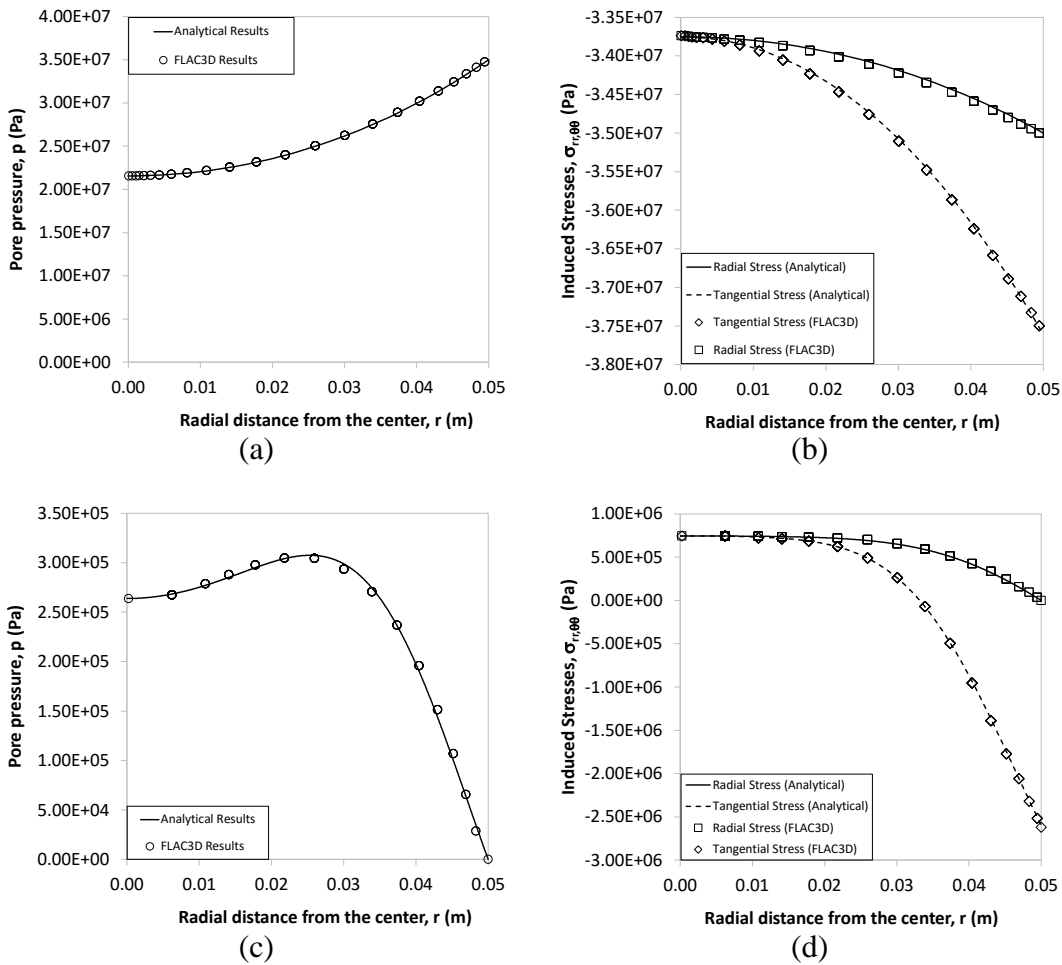 4.00E+07
3.50E+07
3.00E+07
2.50E+07
2.00E+07
1.50E+07
1.00E+07
5.00E+06
0.00E+00
Pore pressure, p (Pa)
Analytical Results
FLAC3D Results
0.00 0.01 0.02 0.03 0.04 0.05
Radial distance from the center, r (m)
(a)
-3.35E+07
-3.40E+07
-3.45E+07
-3.50E+07
-3.55E+07
-3.60E+07
-3.65E+07
-3.70E+07
-3.75E+07
-3.80E+07
Induced Stresses, σrr,θθ (Pa)
Radial Stress (Analytical)
Tangential Stress (Analytical)
Tangential Stress (FLAC3D)
Radial Stress (FLAC3D)
0.00 0.01 0.02 0.03 0.04 0.05
Radial distance from the center, r (m)
(b)
3.50E+05
3.00E+05
2.50E+05
2.00E+05
1.50E+05
1.00E+05
5.00E+04
0.00E+00
Pore pressure, p (Pa)
Analytical Results
FLAC3D Results
0.00 0.01 0.02 0.03 0.04 0.05
Radial distance from the center, r (m)
(c)
1.00E+06
5.00E+05
0.00E+00
-5.00E+05
-1.00E+06
-1.50E+06
-2.00E+06
-2.50E+06
-3.00E+06
Induced Stresses, σrr,θθ (Pa)
Radial Stress (Analytical)
Tangential Stress (Analytical)
Radial Stress (FLAC3D)
Tangential Stress (FLAC3D)
0.00 0.01 0.02 0.03 0.04 0.05
Radial distance from the center, r (m)
(d)